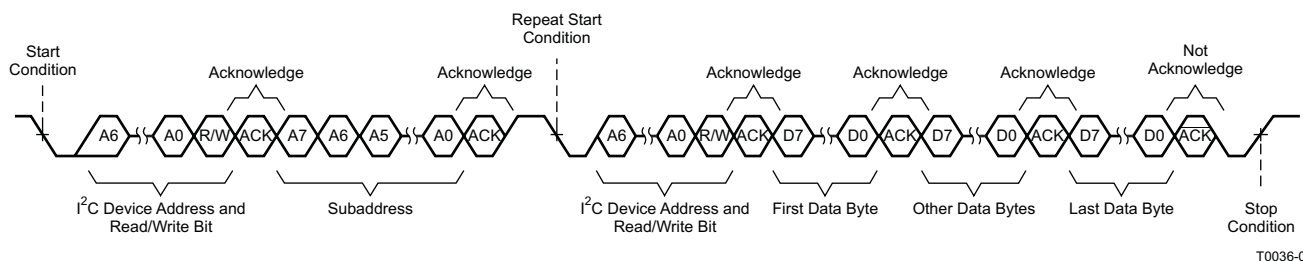 Repeat Start
Condition
Start
Condition
Not
Acknowledge
Acknowledge
Acknowledge
Acknowledge
Acknowledge
Acknowledge
A6 A0 R/W ACK A7 A6 A5 A0 ACK A6 A0 R/W ACK D7 D0 ACK D7 D0 ACK D7 D0 ACK
I²C Device Address and
Read/Write Bit
Subaddress
I²C Device Address and
Read/Write Bit
First Data Byte
Other Data Bytes
Last Data Byte
Stop
Condition
T0036-0